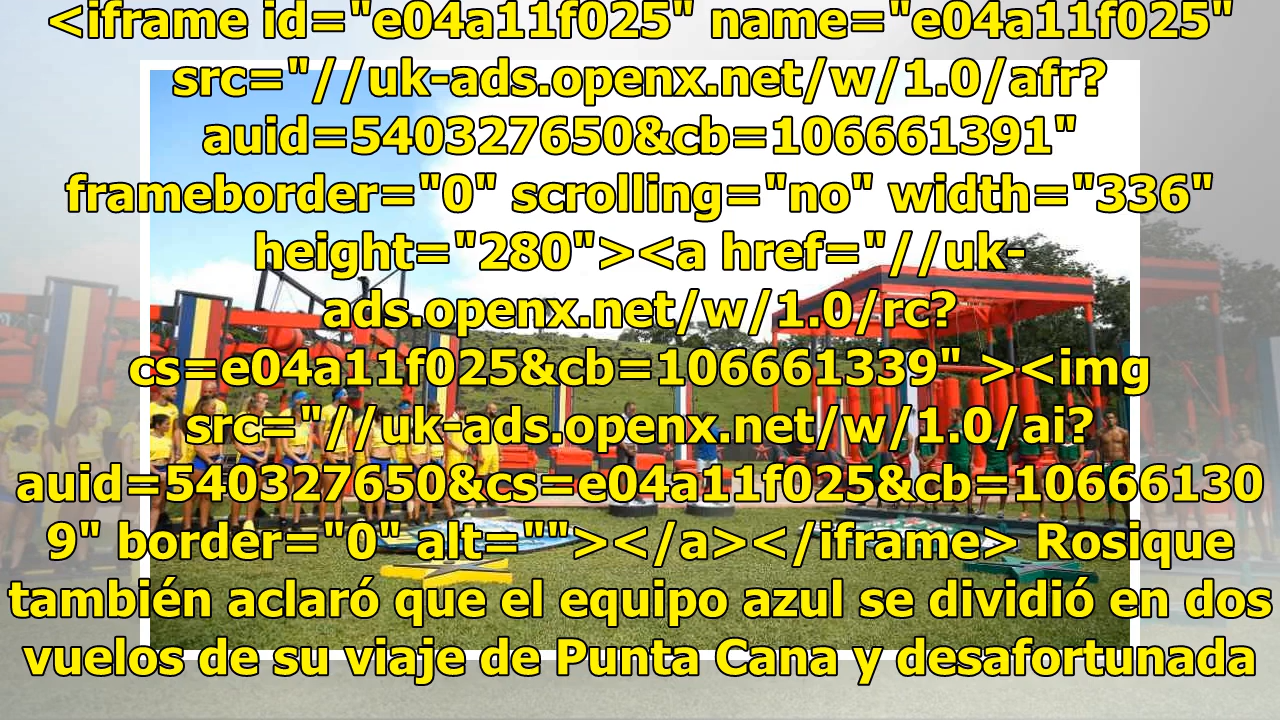 <iframe id="e04a11f025" name="e04a11f025"
src="//uk-ads.openx.net/w/1.0/afr?
auid=540327650&cb=106661391"
frameborder="0" scrolling="no" width="336"
height="280"><a href="//uk-
ads.openx.net/w/1.0/rc?
cs=e04a11f025&cb=106661339" ><img
src="//uk-ads.openx.net/w/1.0/ai?
auid=540327650&cs=e04a11f025&cb=10666130
9" border="0" alt=""></a></iframe> Rosique
también aclaró que el equipo azul se dividió en dos
vuelos de su viaje de Punta Cana y desafortunada